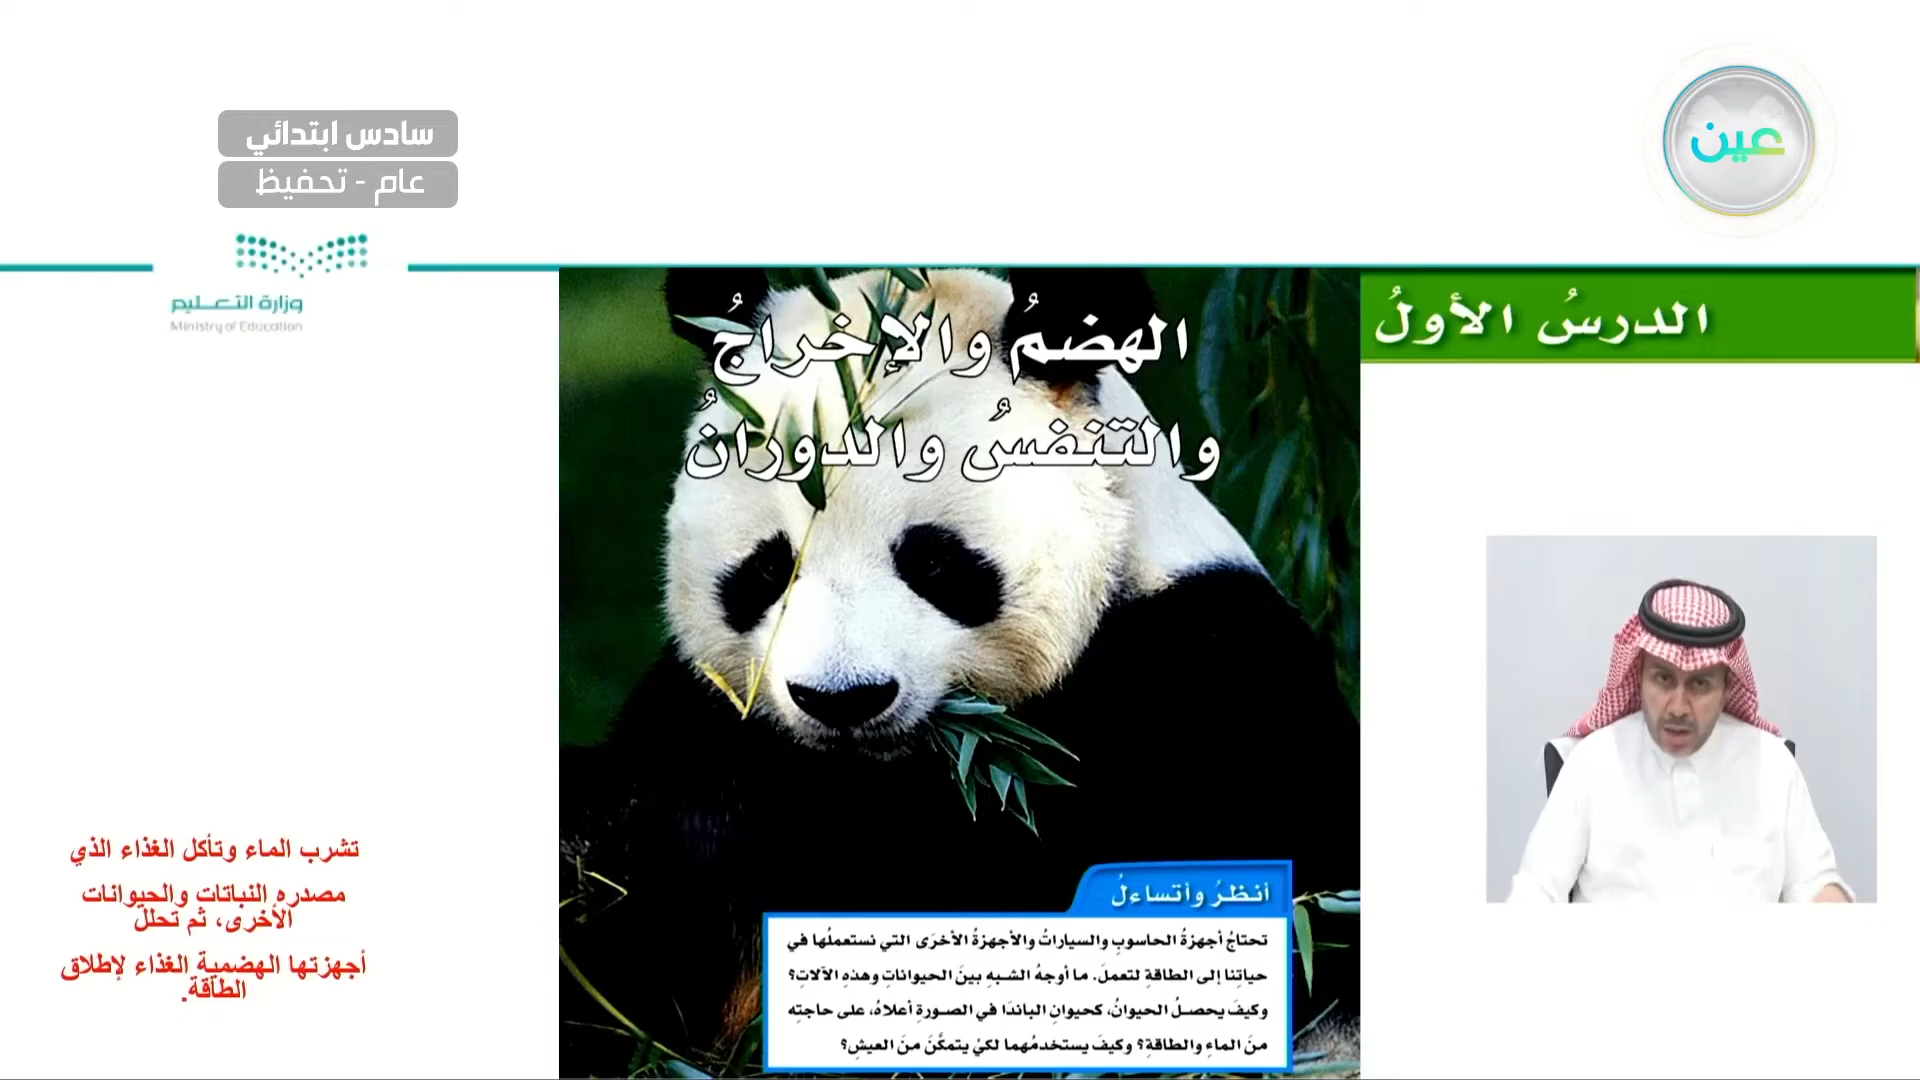 سادس ابتدائي
عام - تحفيظ
عين
وزارة التعليم
Ministry of Education
الدرسُ الأولُ
الهضمُ والإخراجُ
والتنفسُ والدورانُ
أنظرُ وأتساءلُ
تحتاجُ أجهزةُ الحاسوبِ والسياراتُ والأجهزةُ الأخرَى التي نستعملُها في
حياتِنا إلى الطاقةِ لتعملَ. ما أوجهُ الشبهِ بينَ الحيواناتِ وهذهِ الآلاتِ؟
وكيفَ يحصلُ الحيوانُ، كحيوانِ الباندَا في الصورةِ أعلاهُ، على حاجتِه
منَ الماءِ والطاقةِ؟ وكيفَ يستخدمُهما لكيْ يتمكَّنَ منَ العيشِ؟
تشرب الماء وتأكل الغذاء الذي
مصدره النباتات والحيوانات
الأخرى، ثم تحلل
أجهزتها الهضمية الغذاء لإطلاق
الطاقة.